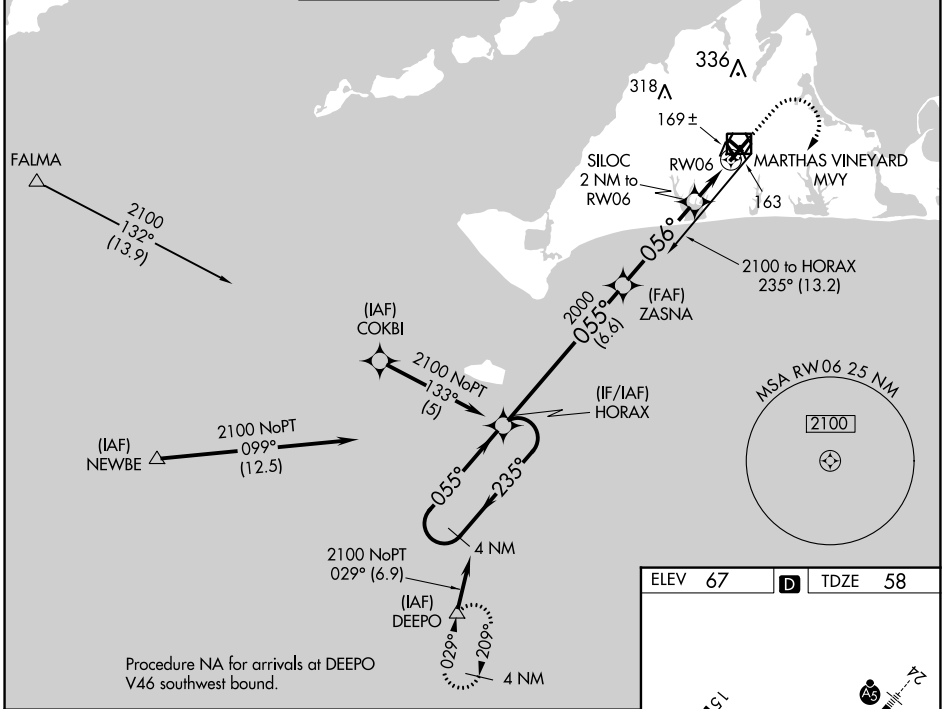 336
318
169 ±
FALMA
SILOC
2 NM to
RW06
RW06
MARTHAS VINEYARD
MVY
163
2100
132°
(13.9)
056°
2100 to HORAX
235° (13.2)
(FAF)
ZASNA
2000
055°
(6.6)
(IAF)
COKBI
2100 NoPT
133°
(5)
(IF/IAF)
HORAX
MSA RW 06 25 NM
2100
(IAF)
NEWBE
2100 NoPT
099°
(12.5)
055°
235°
4 NM
2100 NoPT
029° (6.9)
(IAF)
DEEPO
029°
209°
4 NM
Procedure NA for arrivals at DEEPO
V46 southwest bound.
ELEV 67
D
TDZE 58
24
A5